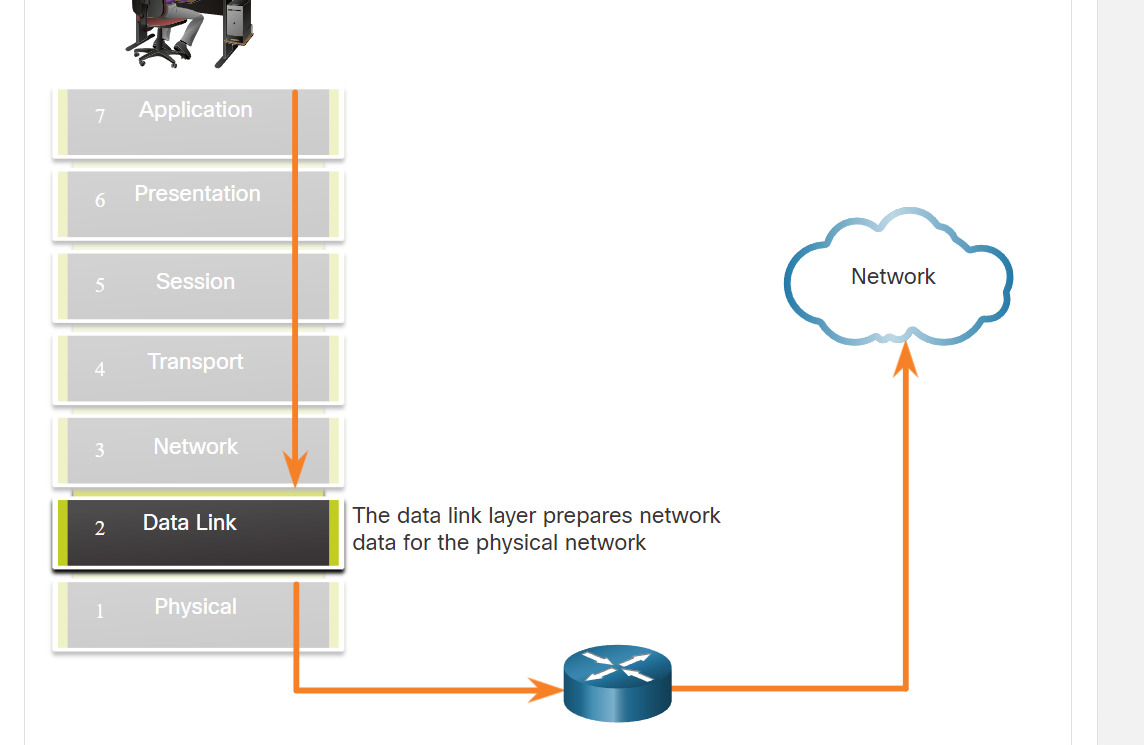 7 Application
6 Presentation
5 Session
4 Transport
3 Network
2 Data Link
The data link layer prepares network
data for the physical network
1 Physical
Network